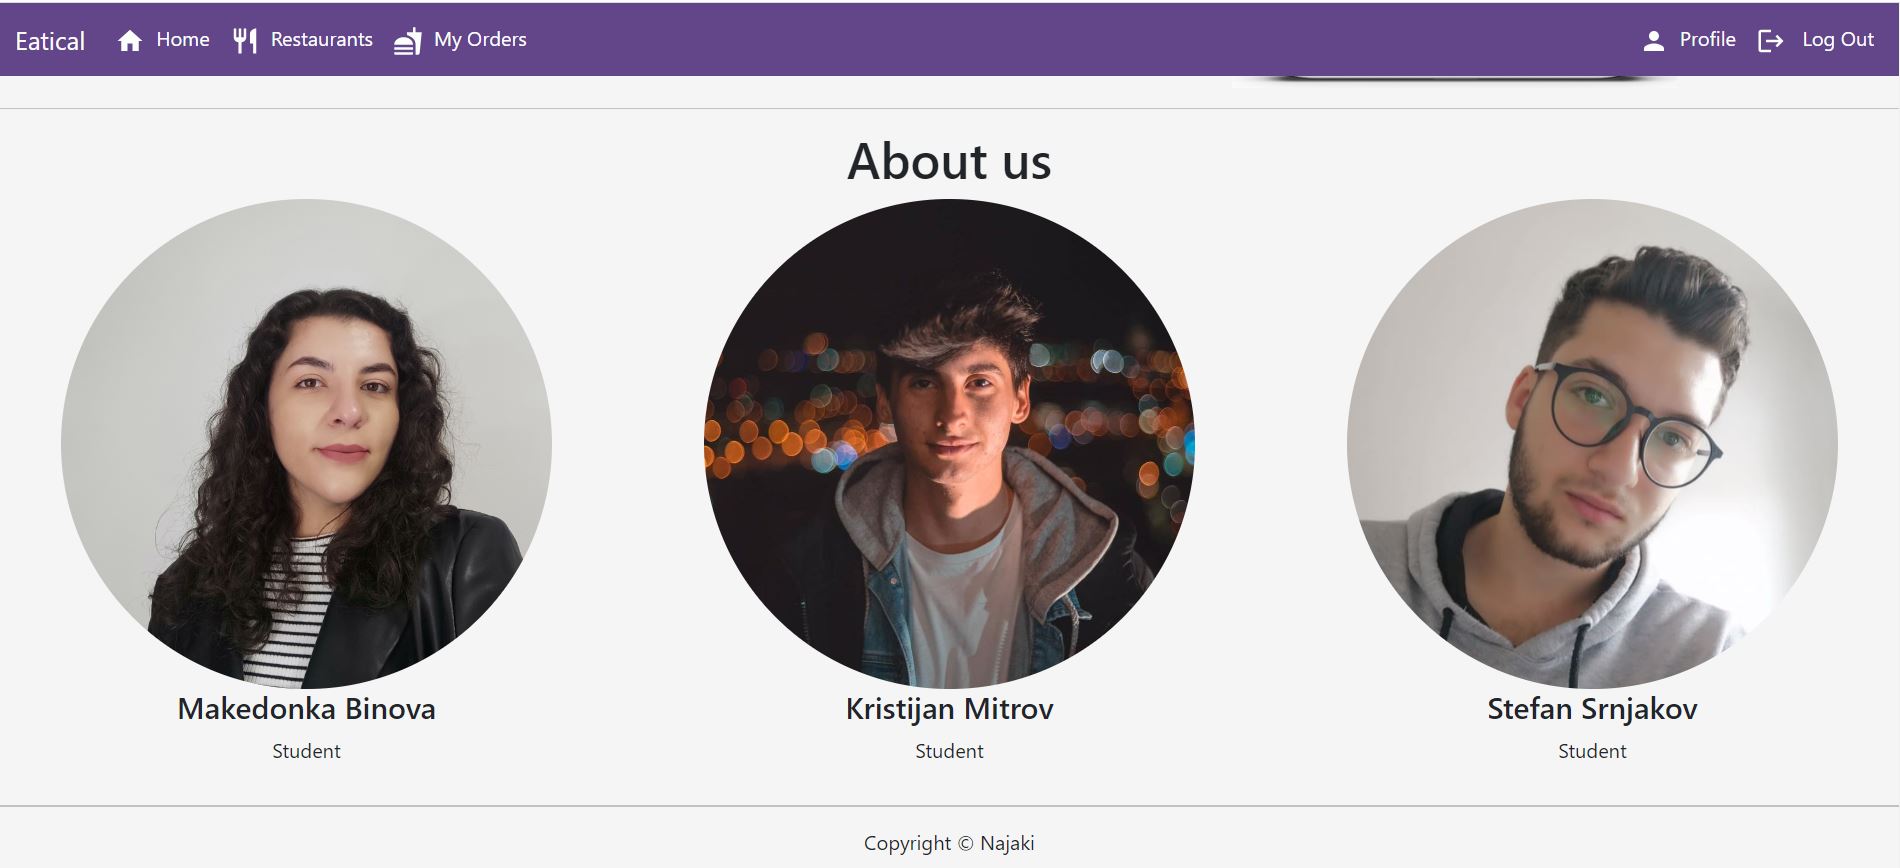 Eatical Home Restaurants My Orders Profile Log Out
About us
Makedonka Binova Kristijan Mitrov Stefan Srnjakov
Student Student Student
Copyright © Najaki